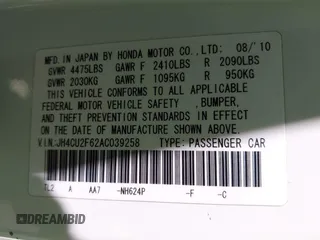 MFD. IN JAPAN BY HONDA MOTOR CO., LTD: 08/'10
GVWR 4475LBS GAWR F 2410LBS R 2090LBS
GVWR 2030KG GAWR F 1095KG R 950KG
THIS VEHICLE CONFORMS TO ALL APPLICABLE
FEDERAL MOTOR VEHICLE SAFETY , BUMPER,
AND THEFT PREVENTION STANDARDS IN EFFECT
ON THE DATE OF MANUFACTURE SHOWN ABOVE.
V.I.N: JH4CU2F62AC039258 TYPE: PASSENGER CAR
TL2 A AA7 -NH624P -F -C
DREAMBID